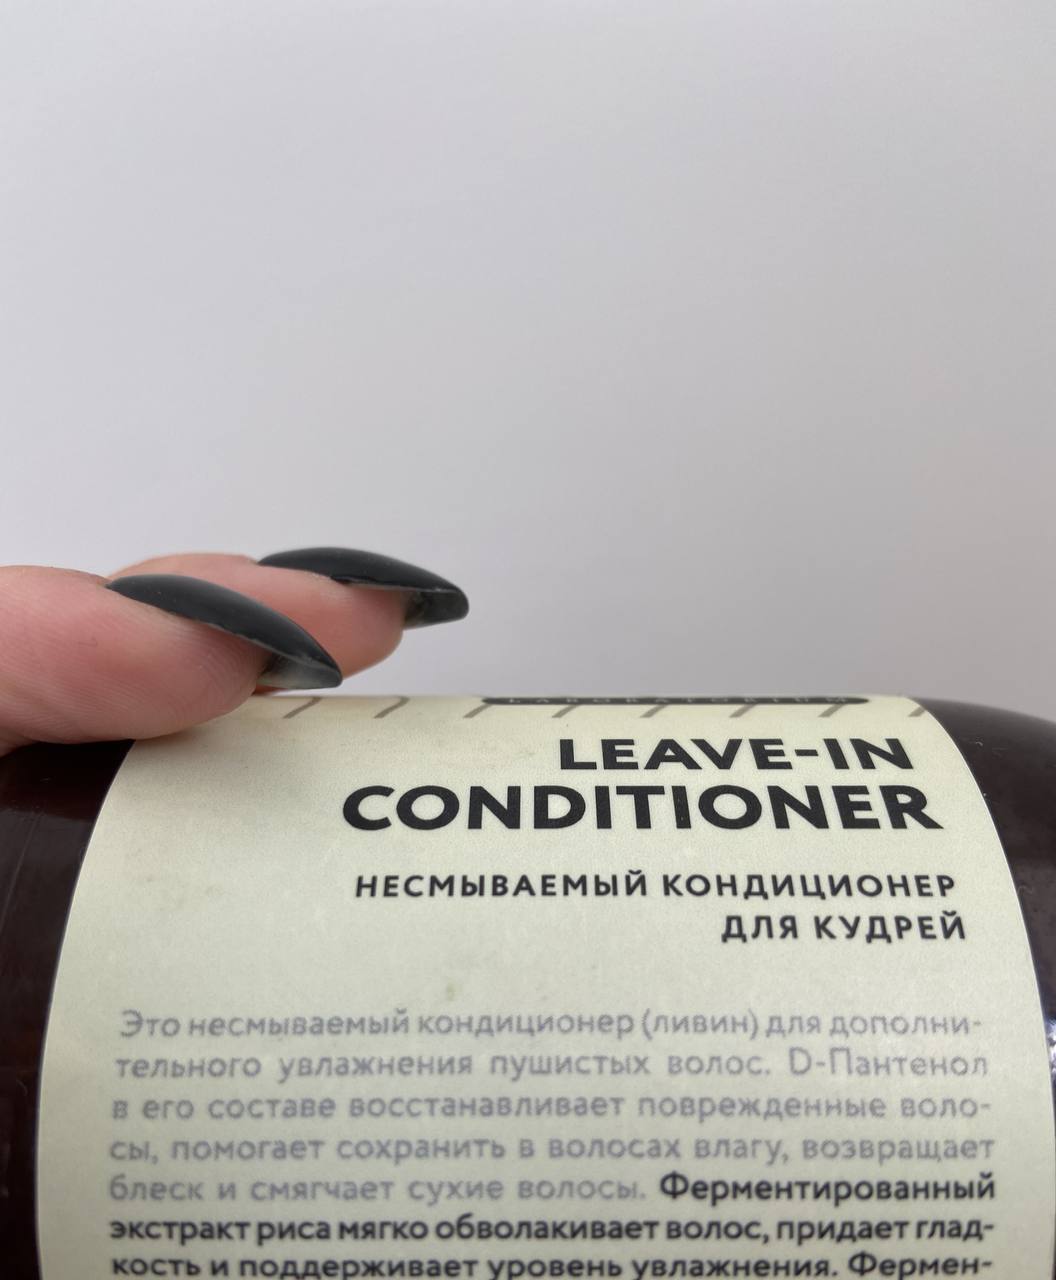 LABORATORIUM
LEAVE-IN
CONDITIONER
НЕСМЫВАЕМЫЙ КОНДИЦИОНЕР
ДЛЯ КУДРЕЙ
Это несмываемый кондиционер (ливин) для дополни-
тельного увлажнения пушистых волос. D-Пантенол
в его составе восстанавливает поврежденные воло-
сы, помогает сохранить в волосах влагу, возвращает
блеск и смягчает сухие волосы. Ферментированный
экстракт риса мягко обволакивает волос, придает глад-
кость и поддерживает уровень увлажнения. Фермен-